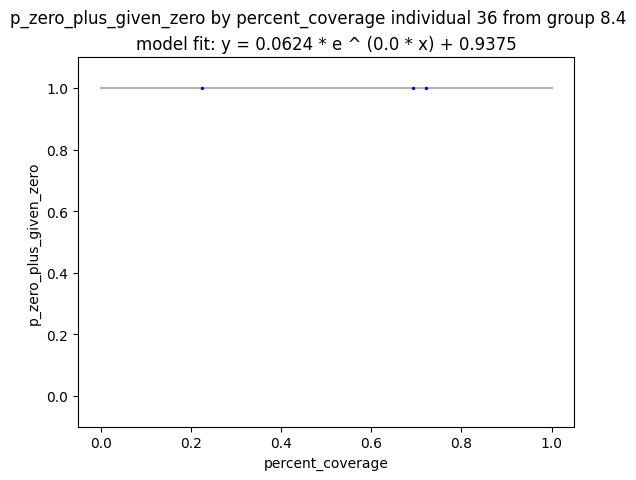 p_zero_plus_given_zero by percent_coverage individual 36 from group 8.4
model fit: y = 0.0624 * e ^ (0.0 * x) + 0.9375
1.0
0.8
0.6
0.4
0.2
0.0
p_zero_plus_given_zero
0.0 0.2 0.4 0.6 0.8 1.0
percent_coverage